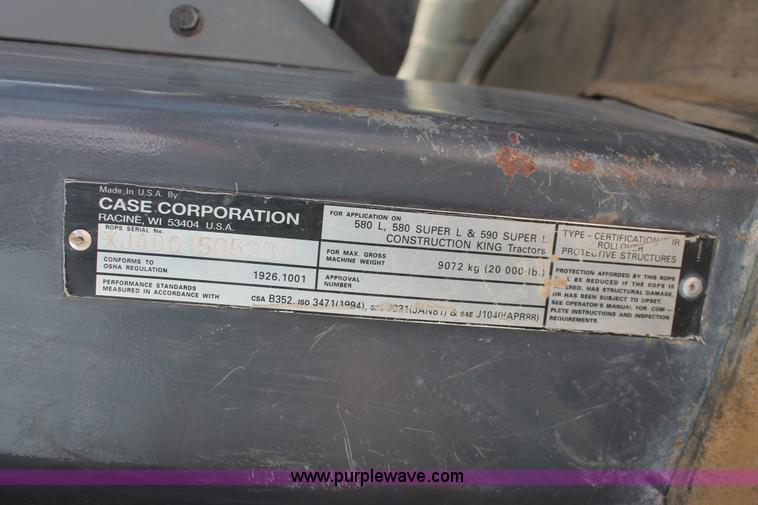 Made in U.S.A. By:
CASE CORPORATION
RACINE, WI 53404 U.S.A.
ROPS SERIAL No.
CONFORMS TO
OSHA REGULATION 1926.1001
PERFORMANCE STANDARDS
MEASURED IN ACCORDANCE WITH
CSA B352, ISO 3471(1994), (JAN81) & SAE J1040(APR88)
FOR APPLICATION ON
580 L, 580 SUPER L & 590 SUPER L
CONSTRUCTION KING Tractors
FOR MAX. GROSS
MACHINE WEIGHT 9072 kg (20 000 lb.)
APPROVAL
NUMBER
TYPE - CERTIFICATION
ROLLOVER
PROTECTIVE STRUCTURES
PROTECTION AFFORDED BY THIS ROPS
BE REDUCED IF THE ROPS IS
HAS STRUCTURAL DAMAGE,
OR HAS BEEN SUBJECT TO UPSET.
SEE OPERATOR'S MANUAL, FOR COM-
PLETE INSTRUCTIONS AND INSPECTION
REQUIREMENTS.
www.purplewave.com